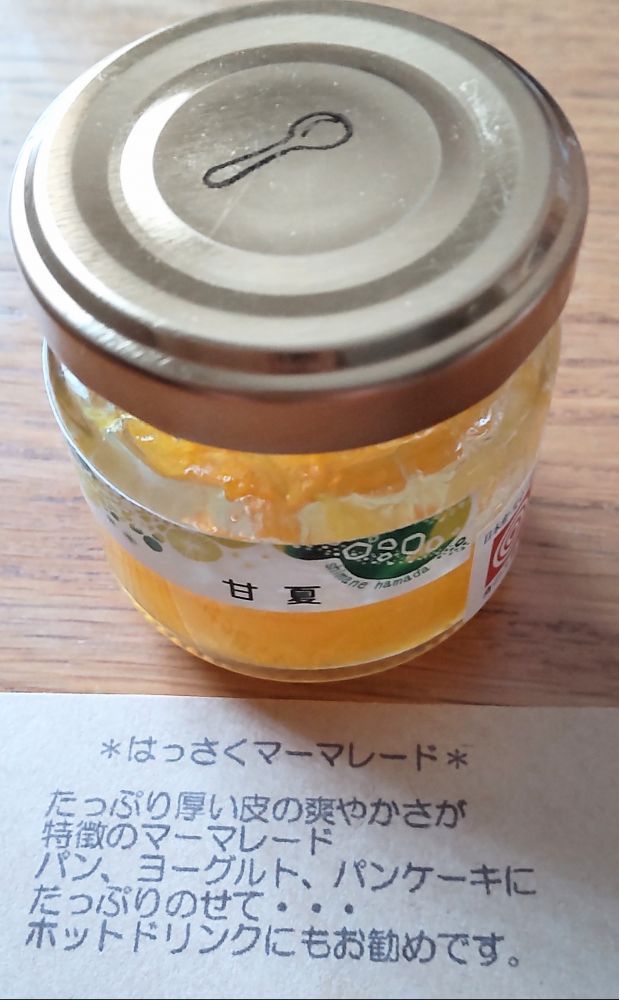 甘夏
shimane hamada
＊はっさくマーマレード＊
たっぷり厚い皮の爽やかさが
特徴のマーマレード
パン、ヨーグルト、パンケーキに
たっぷりのせて・・・
ホットドリンクにもお勧めです。